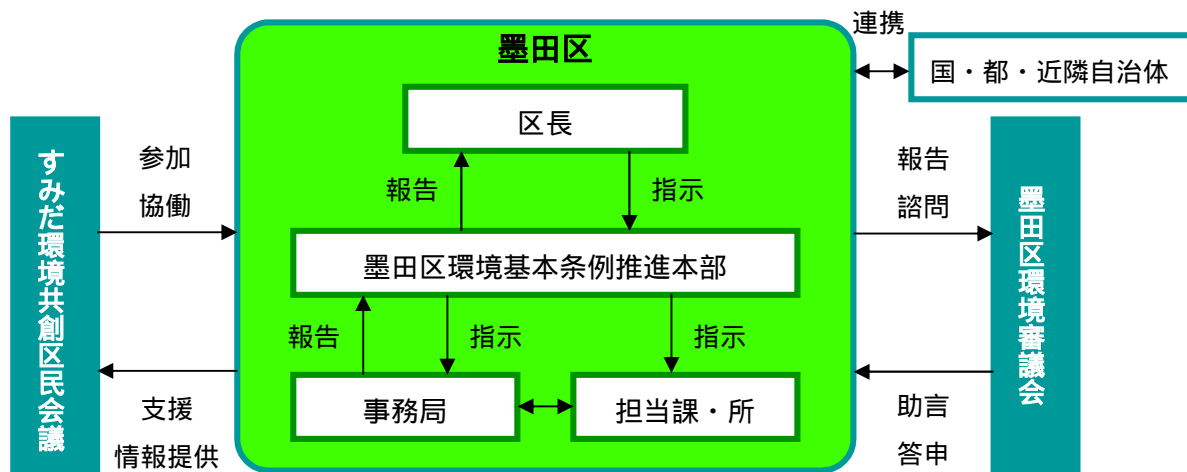 連携
墨田区
国・都・近隣自治体
区長
すみだ環境共創区民会議
参加
協働
報告
指示
報告
諮問
墨田区環境審議会
墨田区環境基本条例推進本部
報告
指示
指示
事務局
担当課・所
支援
情報提供
助言
答申